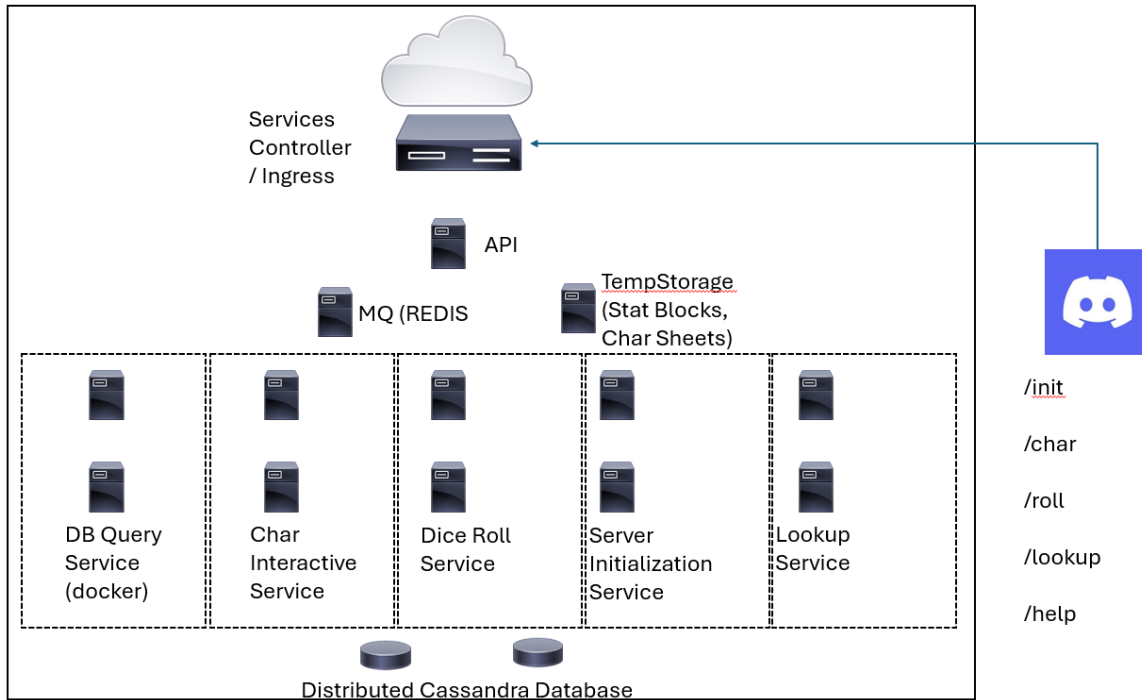 Services
Controller
/ Ingress
API
MQ (REDIS
TempStorage
(Stat Blocks,
Char Sheets)
DB Query
Service
(docker)
Char
Interactive
Service
Dice Roll
Service
Server
Initialization
Service
Lookup
Service
Distributed Cassandra Database
/init
/char
/roll
/lookup
/help